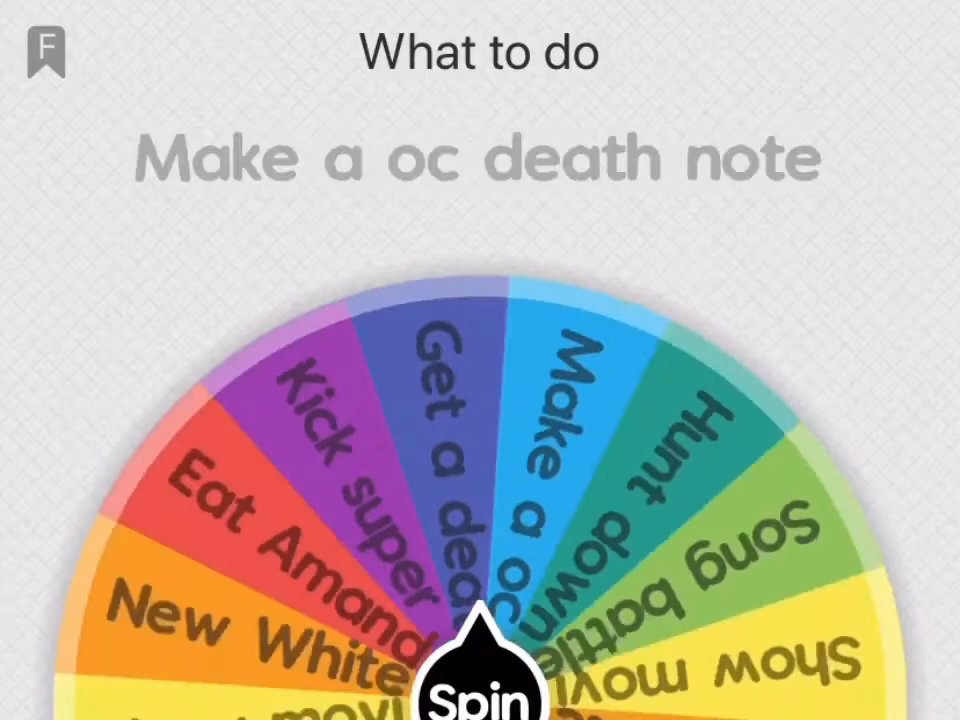 F
What to do
Make a oc death note
New White
Eat Amand
Kick super
Get a dea
Make a oc
Hunt down
Song battle
Show movi
Spin